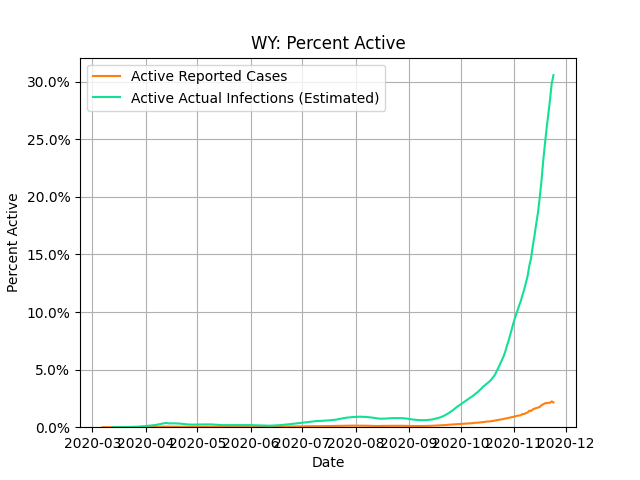 WY: Percent Active
Active Reported Cases
Active Actual Infections (Estimated)
30.0%
25.0%
20.0%
15.0%
10.0%
5.0%
0.0%
Percent Active
2020-03 2020-04 2020-05 2020-06 2020-07 2020-08 2020-09 2020-10 2020-11 2020-12
Date